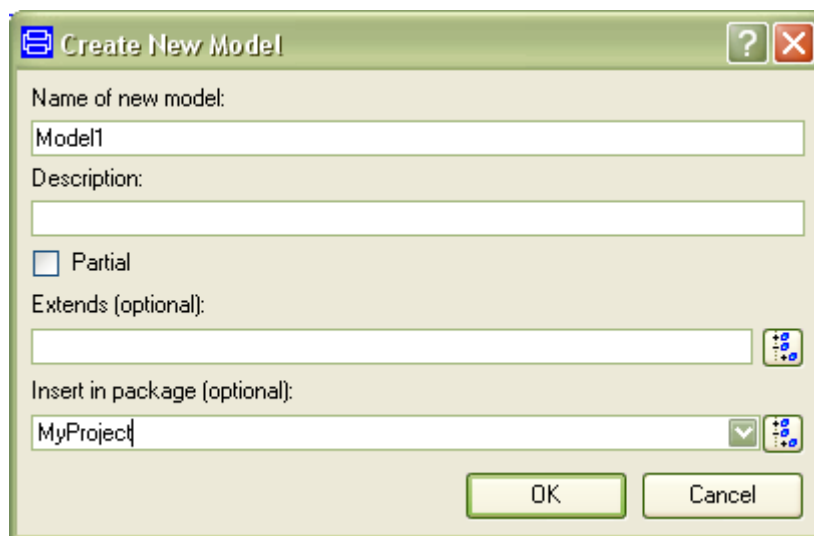 Create New Model
?
Name of new model:
Model1
Description:
Partial
Extends (optional):
Insert in package (optional):
MyProject
OK Cancel